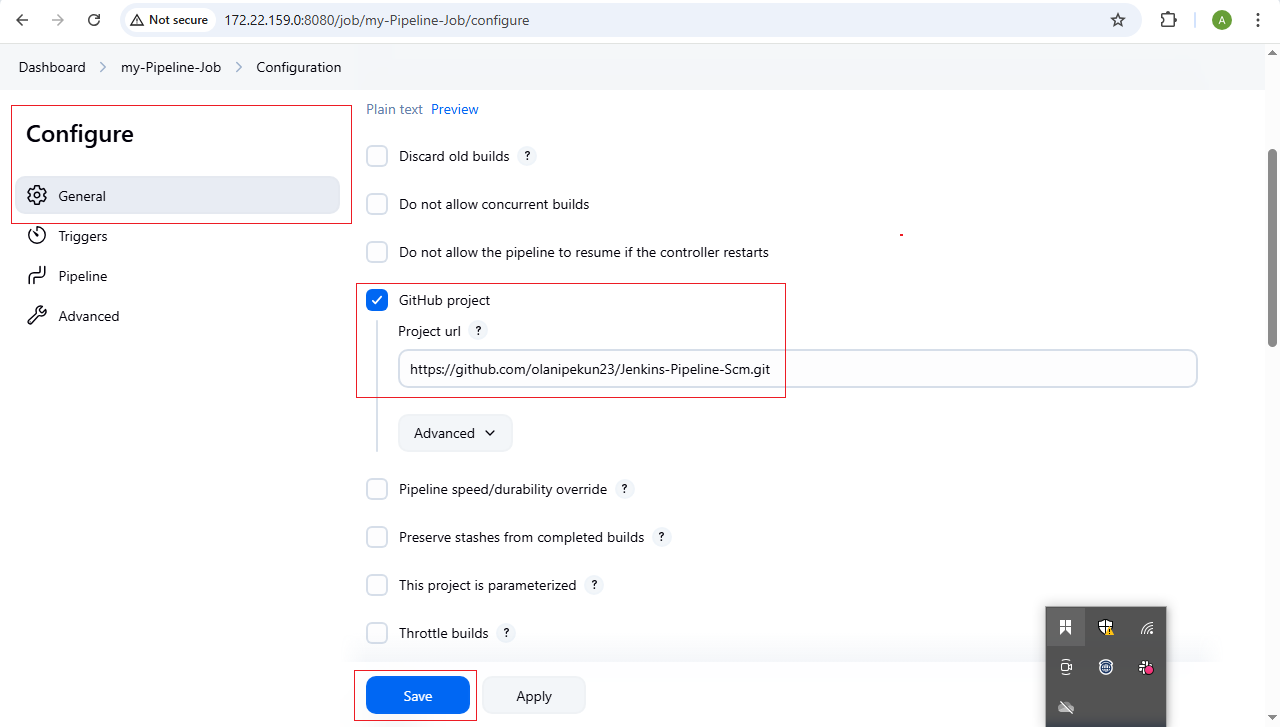 Not secure 172.22.159.0:8080/job/my-Pipeline-Job/configure A
Dashboard my-Pipeline-Job Configuration
Configure
General
Triggers
Pipeline
Advanced
Plain text Preview
Discard old builds ?
Do not allow concurrent builds
Do not allow the pipeline to resume if the controller restarts
GitHub project
Project url ?
https://github.com/olanipekun23/Jenkins-Pipeline-Scm.git
Advanced
Pipeline speed/durability override ?
Preserve stashes from completed builds ?
This project is parameterized ?
Throttle builds ?
Save Apply